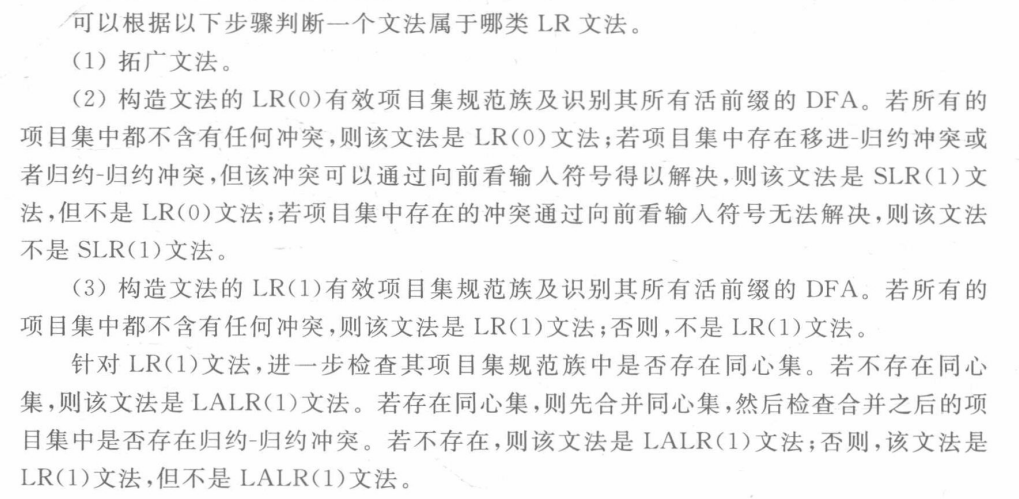 可以根据以下步骤判断一个文法属于哪类 LR 文法。
(1) 拓广文法。
(2) 构造文法的 LR(0)有效项目集规范族及识别其所有活前缀的 DFA。若所有的
项目集中都不含有任何冲突,则该文法是 LR(0)文法;若项目集中存在移进-归约冲突或
者归约-归约冲突,但该冲突可以通过向前看输入符号得以解决,则该文法是 SLR(1)文
法,但不是 LR(0)文法;若项目集中存在的冲突通过向前看输入符号无法解决,则该文法
不是 SLR(1)文法。
(3) 构造文法的 LR(1)有效项目集规范族及识别其所有活前缀的 DFA。若所有的
项目集中都不含有任何冲突,则该文法是 LR(1)文法;否则,不是 LR(1)文法。
针对 LR(1)文法,进一步检查其项目集规范族中是否存在同心集。若不存在同心
集,则该文法是 LALR(1)文法。若存在同心集,则先合并同心集,然后检查合并之后的项
目集中是否存在归约-归约冲突。若不存在,则该文法是 LALR(1)文法;否则,该文法是
LR(1)文法,但不是 LALR(1)文法。